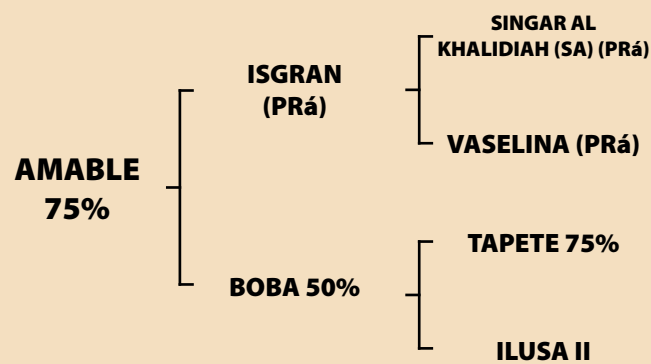 SINGAR AL
KHALIDIAH (SA) (PRá)
ISGRAN
(PRá)
VASELINA (PRá)
AMABLE
75%
TAPETE 75%
BOBA 50%
ILUSA II